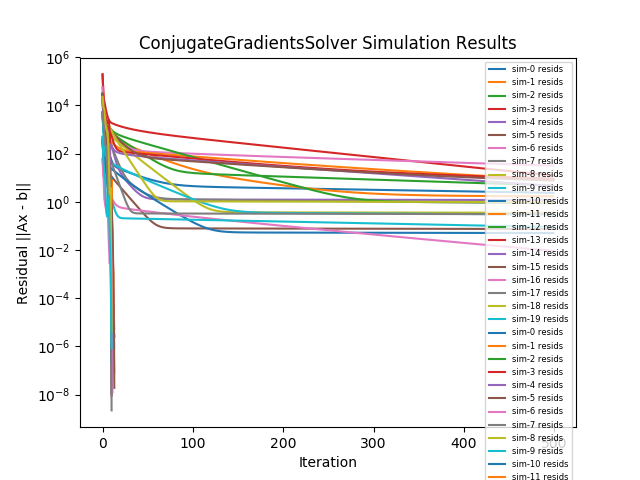 ConjugateGradientsSolver Simulation Results
10^6
10^4
10^2
10^0
10^−2
10^−4
10^−6
10^−8
Residual ||Ax - b||
0
100
200
300
400
500
Iteration
sim-0 resids
sim-1 resids
sim-2 resids
sim-3 resids
sim-4 resids
sim-5 resids
sim-6 resids
sim-7 resids
sim-8 resids
sim-9 resids
sim-10 resids
sim-11 resids
sim-12 resids
sim-13 resids
sim-14 resids
sim-15 resids
sim-16 resids
sim-17 resids
sim-18 resids
sim-19 resids
sim-0 resids
sim-1 resids
sim-2 resids
sim-3 resids
sim-4 resids
sim-5 resids
sim-6 resids
sim-7 resids
sim-8 resids
sim-9 resids
sim-10 resids
sim-11 resids